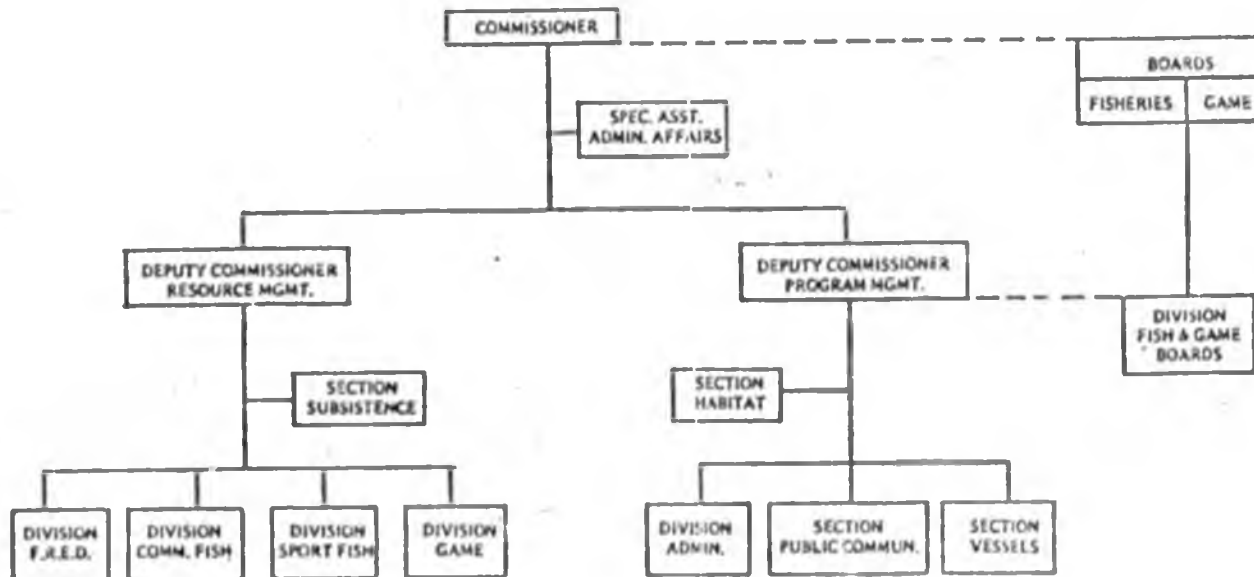 COMMISSIONER
BOARDS
FISHERIES GAME
SPEC. ASST.
ADMIN. AFFAIRS
DEPUTY COMMISSIONER
RESOURCE MGMT.
DEPUTY COMMISSIONER
PROGRAM MGMT.
DIVISION
FISH & GAME
BOARDS
SECTION
SUBSISTENCE
SECTION
HABITAT
DIVISION
F.R.E.D.
DIVISION
COMM. FISH
DIVISION
SPORT FISH
DIVISION
GAME
DIVISION
ADMIN.
SECTION
PUBLIC COMMUN.
SECTION
VESSELS